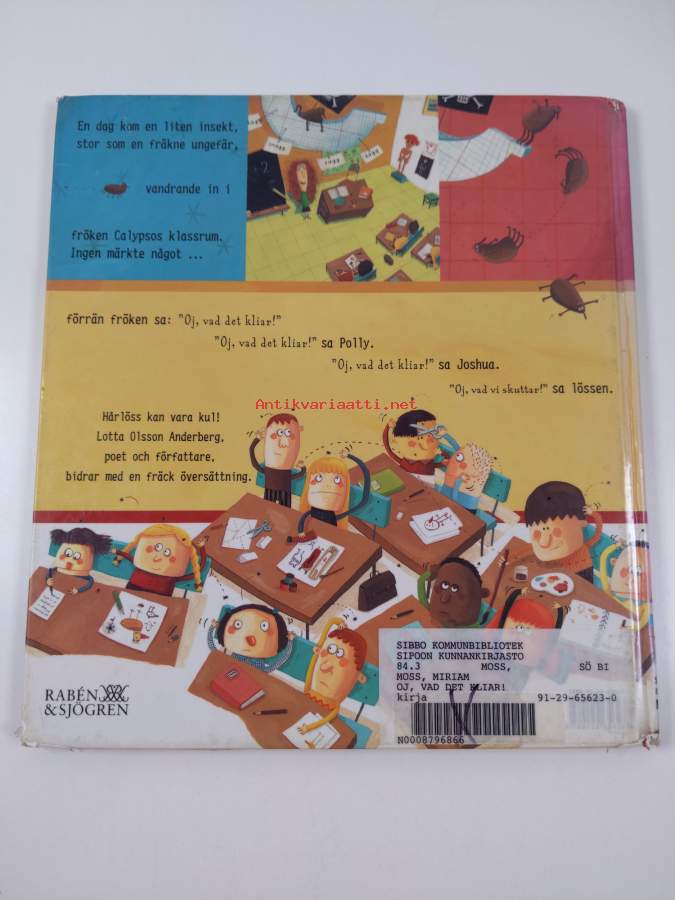 En dag kom en liten insekt,
stor som en fräkne ungefär,
vandrande in i
fröken Calypsos klassrum.
Ingen märkte något ...
förrän fröken sa: "Oj, vad det kliar!"
"Oj, vad det kliar!" sa Polly.
"Oj, vad det kliar!" sa Joshua.
"Oj, vad vi skuttar!" sa lössen.
Antikvariaatti.net
Hårlöss kan vara kul!
Lotta Olsson Anderberg,
poet och författare,
bidrar med en fräck översättning.
RABÉN
&SJÖGREN
SIBBO KOMMUNBIBLIOTEK
SIPOON KUNNANKIRJASTO
84.3 MOSS, SÖ BI
MOSS, MIRIAM
OJ, VAD DET KLIAR!
kirja 91-29-65623-0
N0008796866